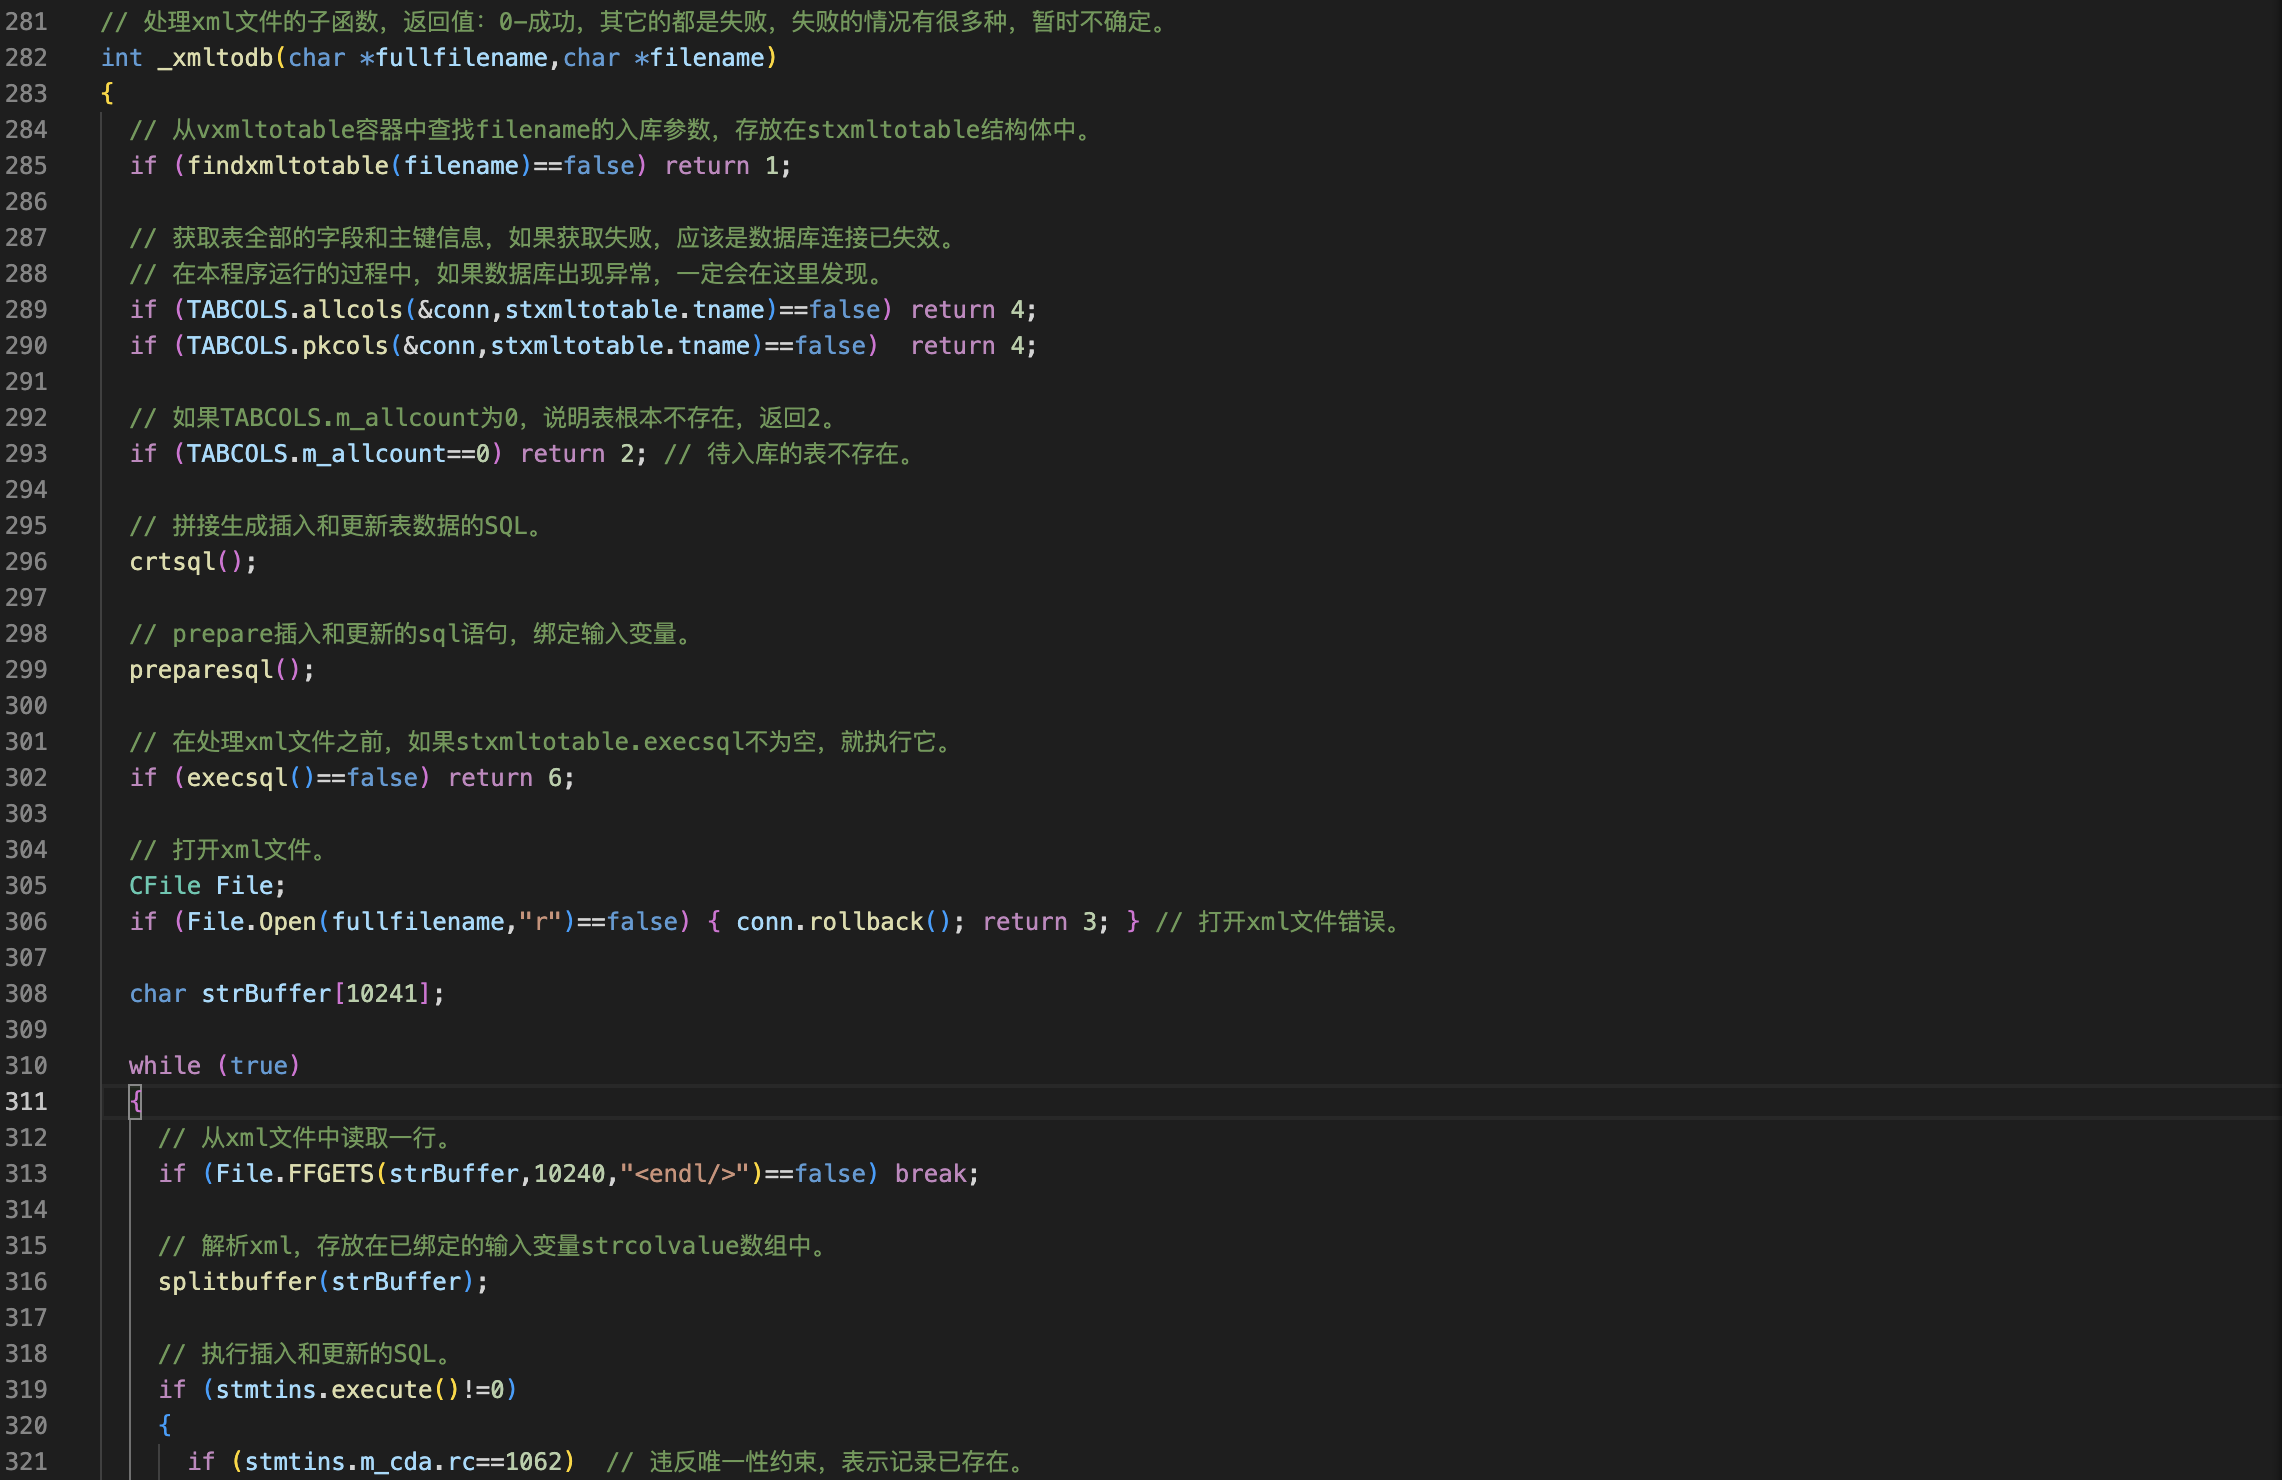 281 // 处理xml文件的子函数，返回值：0-成功，其它的都是失败，失败的情况有很多种，暂时不确定。
282 int _xmltodb(char *fullfilename,char *filename)
283 {
284 // 从vxmltotable容器中查找filename的入库参数，存放在stxmltotable结构体中。
285 if (findxmltotable(filename)==false) return 1;
286
287 // 获取表全部的字段和主键信息，如果获取失败，应该是数据库连接已失效。
288 // 在本程序运行的过程中，如果数据库出现异常，一定会在这里发现。
289 if (TABCOLS.allcols(&conn,stxmltotable.tname)==false) return 4;
290 if (TABCOLS.pkcols(&conn,stxmltotable.tname)==false)  return 4;
291
292 // 如果TABCOLS.m_allcount为0，说明表根本不存在，返回2。
293 if (TABCOLS.m_allcount==0) return 2; // 待入库的表不存在。
294
295 // 拼接生成插入和更新表数据的SQL。
296 crtsql();
297
298 // prepare插入和更新的sql语句，绑定输入变量。
299 preparesql();
300
301 // 在处理xml文件之前，如果stxmltotable.execsql不为空，就执行它。
302 if (execsql()==false) return 6;
303
304 // 打开xml文件。
305 CFile File;
306 if (File.Open(fullfilename,"r")==false) { conn.rollback(); return 3; } // 打开xml文件错误。
307
308 char strBuffer[10241];
309
310 while (true)
311 {
312 // 从xml文件中读取一行。
313 if (File.FFGETS(strBuffer,10240,"<endl/>")==false) break;
314
315 // 解析xml，存放在已绑定的输入变量strcolvalue数组中。
316 splitbuffer(strBuffer);
317
318 // 执行插入和更新的SQL。
319 if (stmtins.execute()!=0)
320 {
321 if (stmtins.m_cda.rc==1062)  // 违反唯一性约束，表示记录已存在。